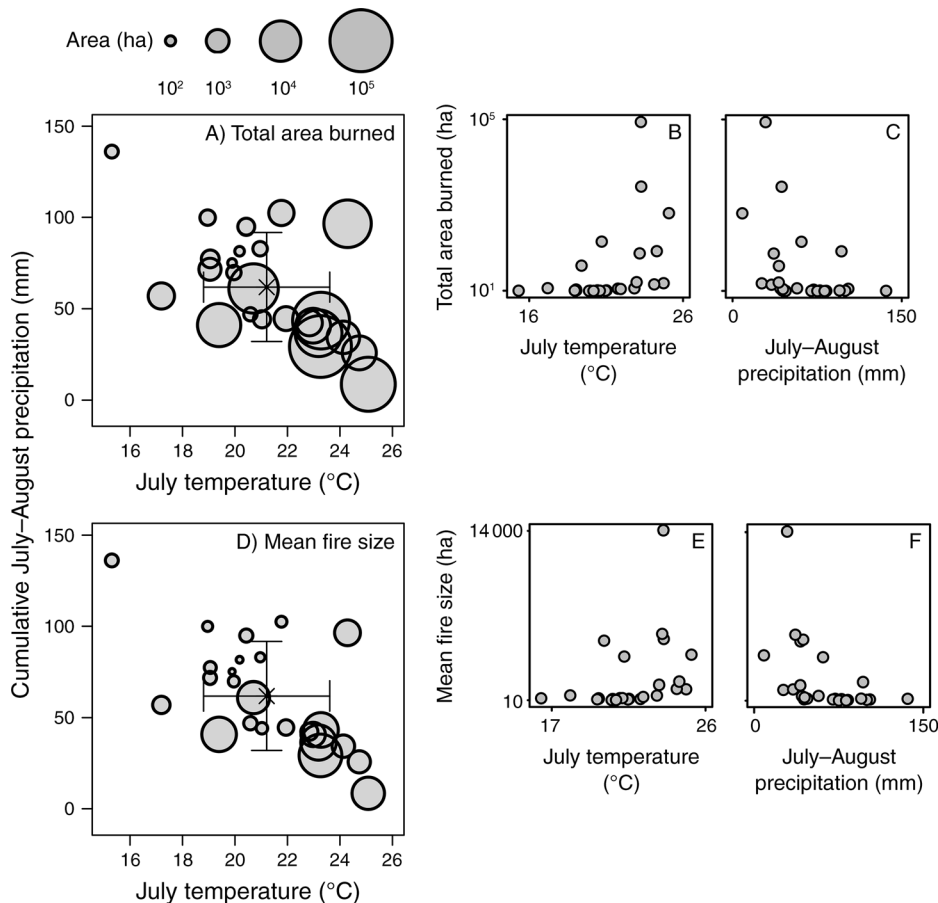 Area (ha)
10² 10³ 10⁴ 10⁵
Cumulative July–August precipitation (mm)
A) Total area burned
150
100
50
0
16 18 20 22 24 26
July temperature (°C)
B
Total area burned (ha)
10⁵
10¹
16 26
July temperature
(°C)
C
0 150
July–August
precipitation (mm)
D) Mean fire size
150
100
50
0
16 18 20 22 24 26
July temperature (°C)
E
Mean fire size (ha)
14 000
10
17 26
July temperature
(°C)
F
0 150
July–August
precipitation (mm)